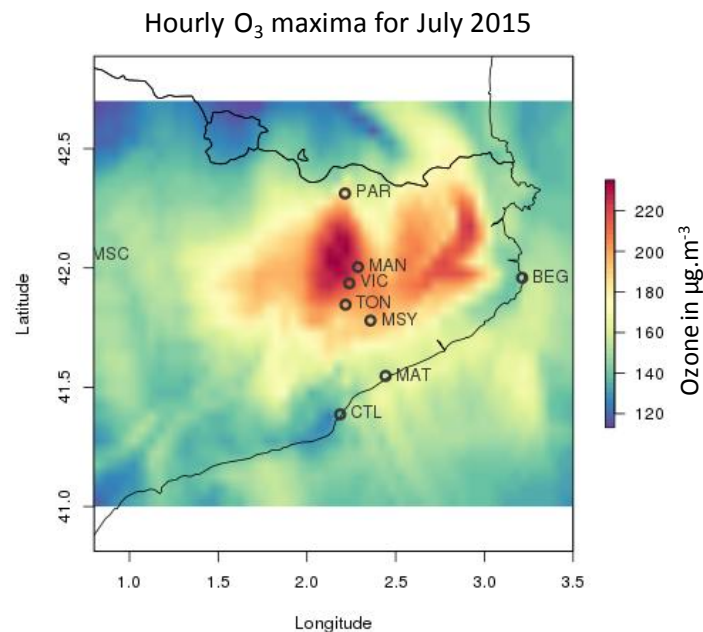 Hourly O₃ maxima for July 2015
42.5
42.0
41.5
41.0
Latitude
PAR
MSC
MAN
BEG
VIC
TON
MSY
MAT
CTL
1.0 1.5 2.0 2.5 3.0 3.5
Longitude
220
200
180
160
140
120
Ozone in µg.m⁻³